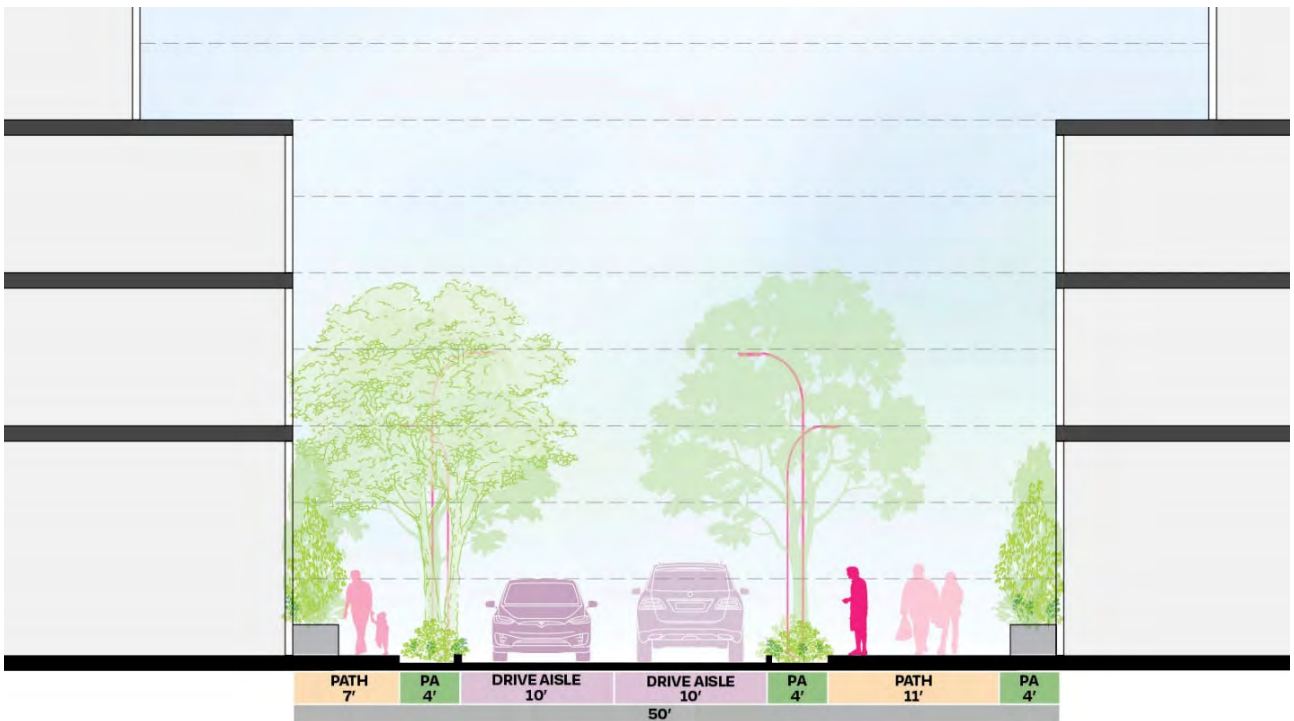 PATH
7'
PA
4'
DRIVE AISLE
10'
DRIVE AISLE
10'
PA
4'
PATH
11'
PA
4'
50'